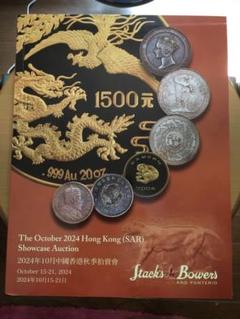 1500元
.999 Au 20 oz
The October 2024 Hong Kong (SAR)
Showcase Auction
2024年10月中國香港秋季拍賣會
October 15-21, 2024
2024年10月15-21日
Stack's Bowers
AND PONTERIO